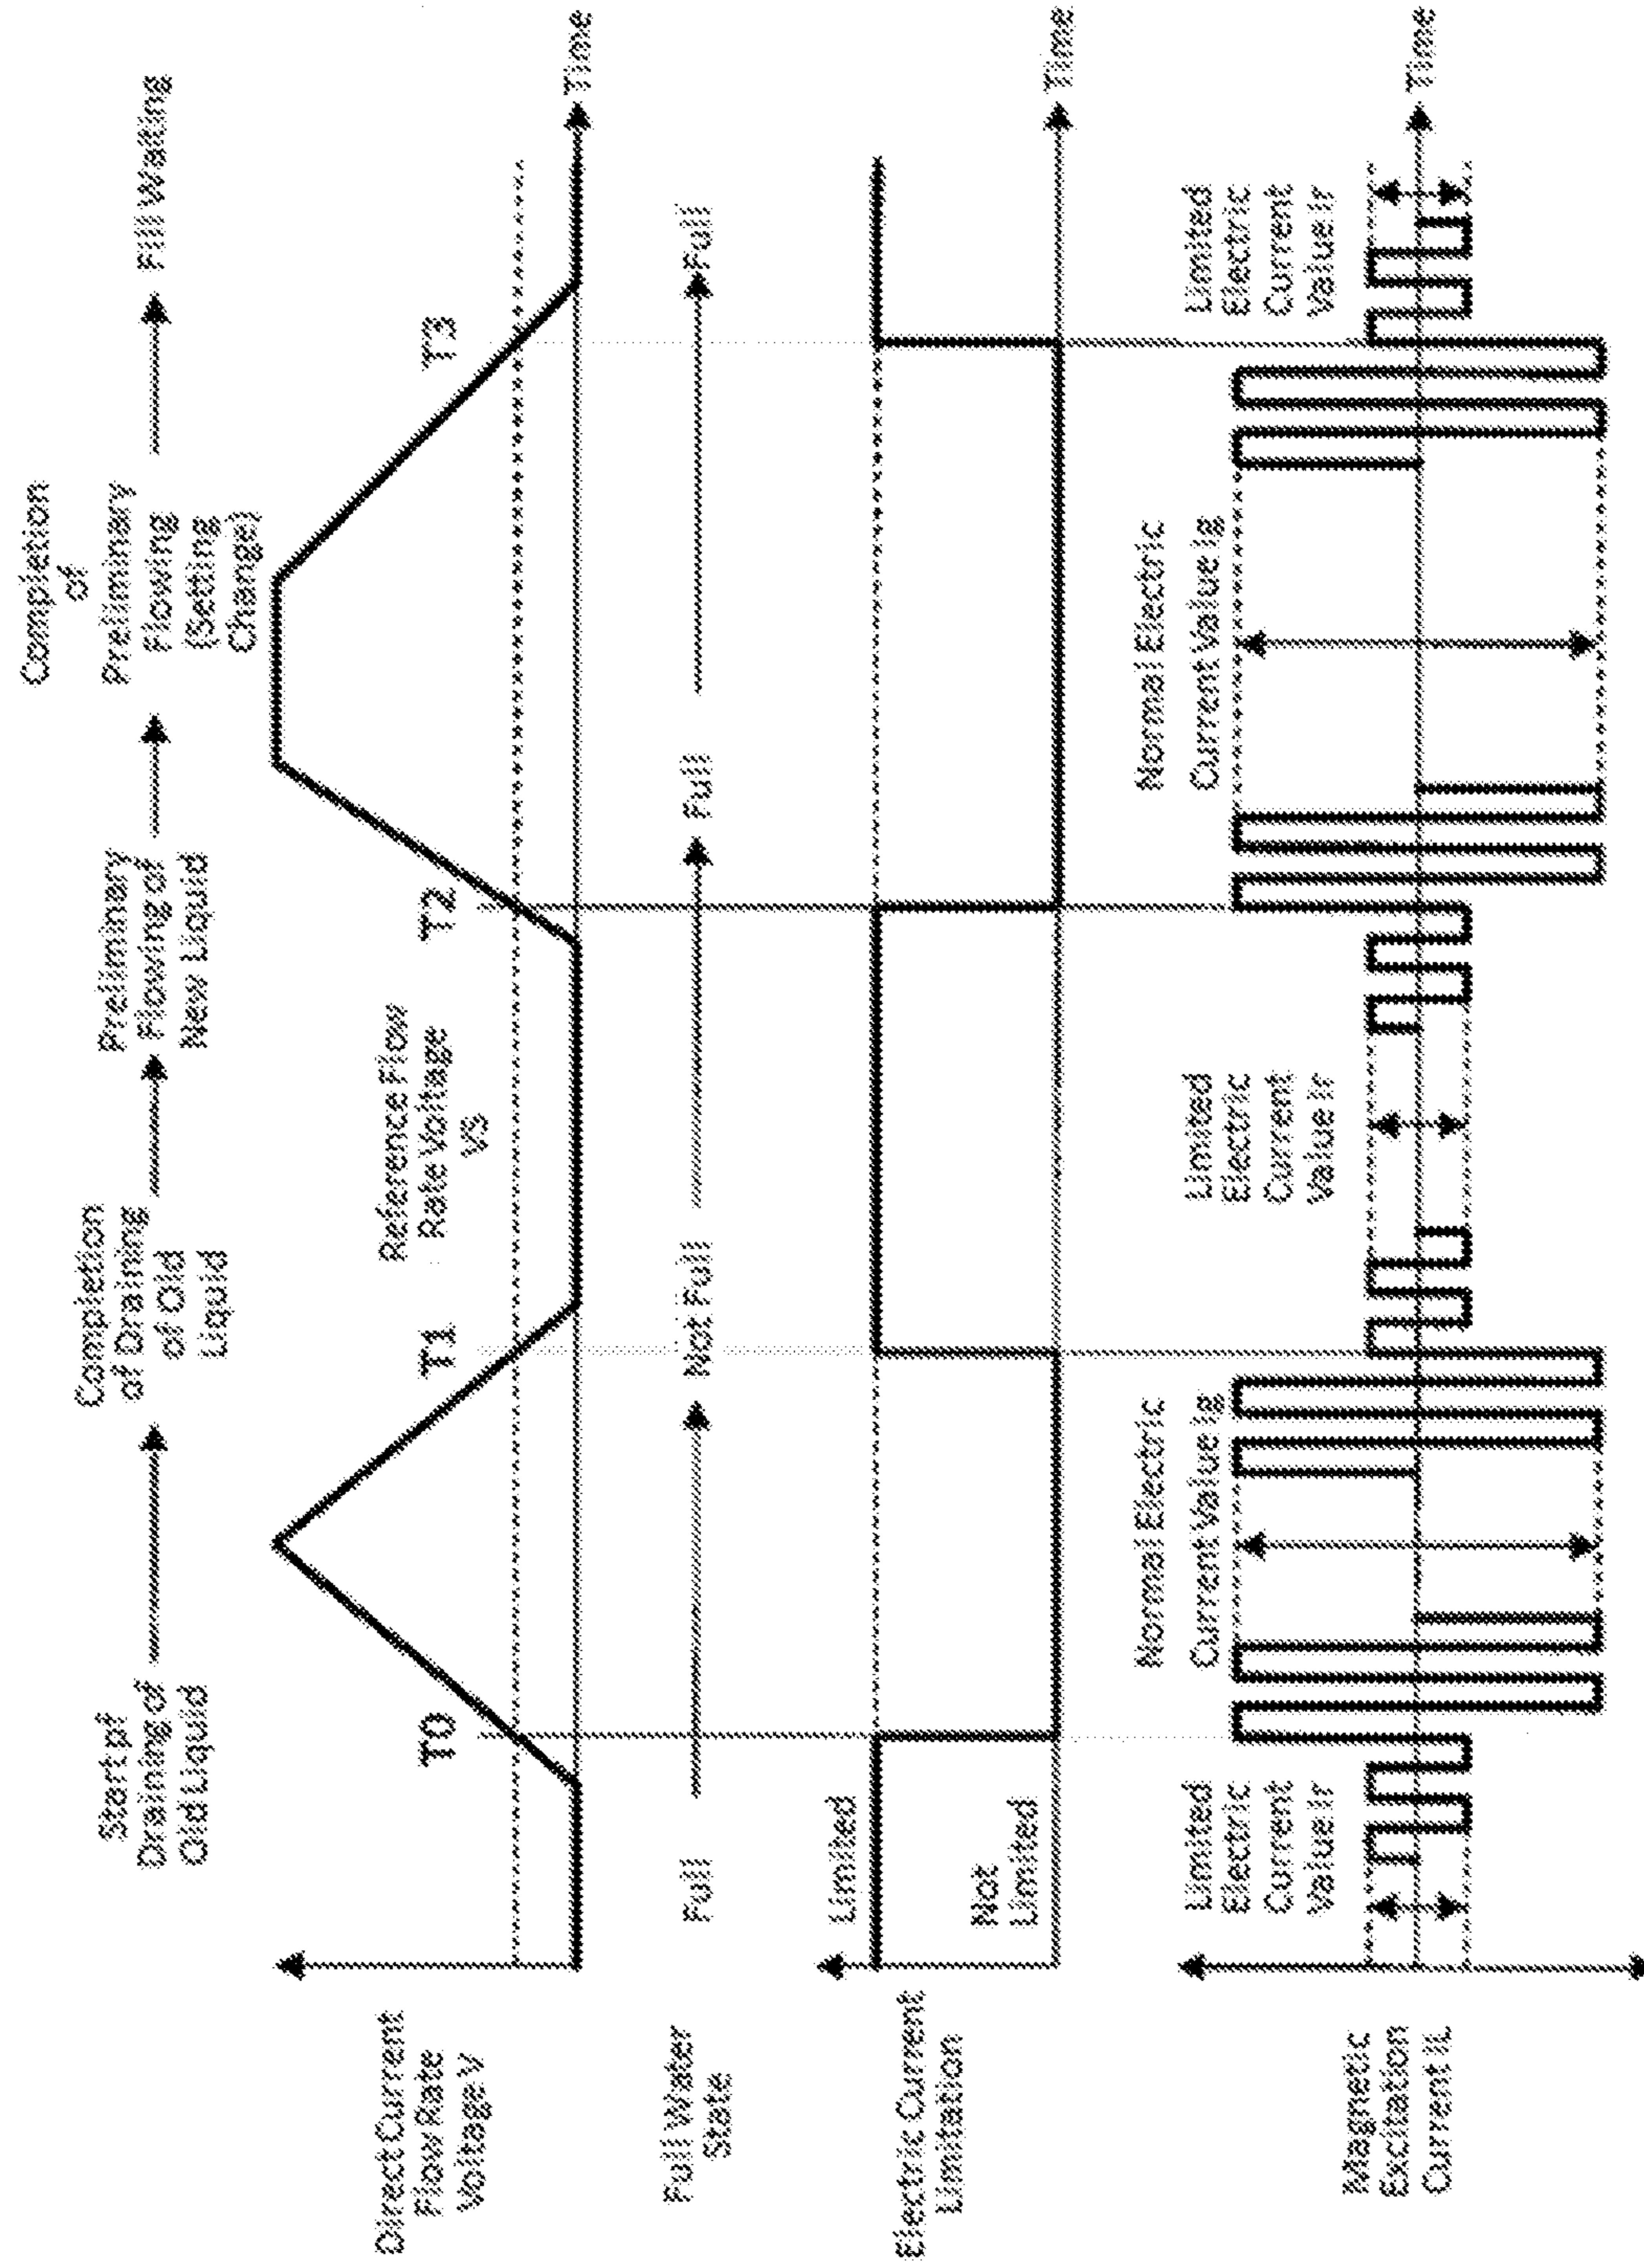 Start pf
Draining of
Old Liquid
Completion
of Draining
of Old
Liquid
Preliminary
Flowing of
New Liquid
Completion
of
Preliminary
Flowing
(Setting
Change)
Fill Waiting
Direct Current
Flow Rate
Voltage V
T0
T1
Reference Flow
Rate Voltage
VS
T2
T3
Time
Full Water
State
Full
Not Full
Full
Full
Electric Current
Limitation
Limited
Not
Limited
Time
Magnetic
Excitation
Current IL
Limited
Electric
Current
Value Ir
Normal Electric
Current Value Ig
Limited
Electric
Current
Value Ir
Normal Electric
Current Value Ig
Limited
Electric
Current
Value Ir
Time